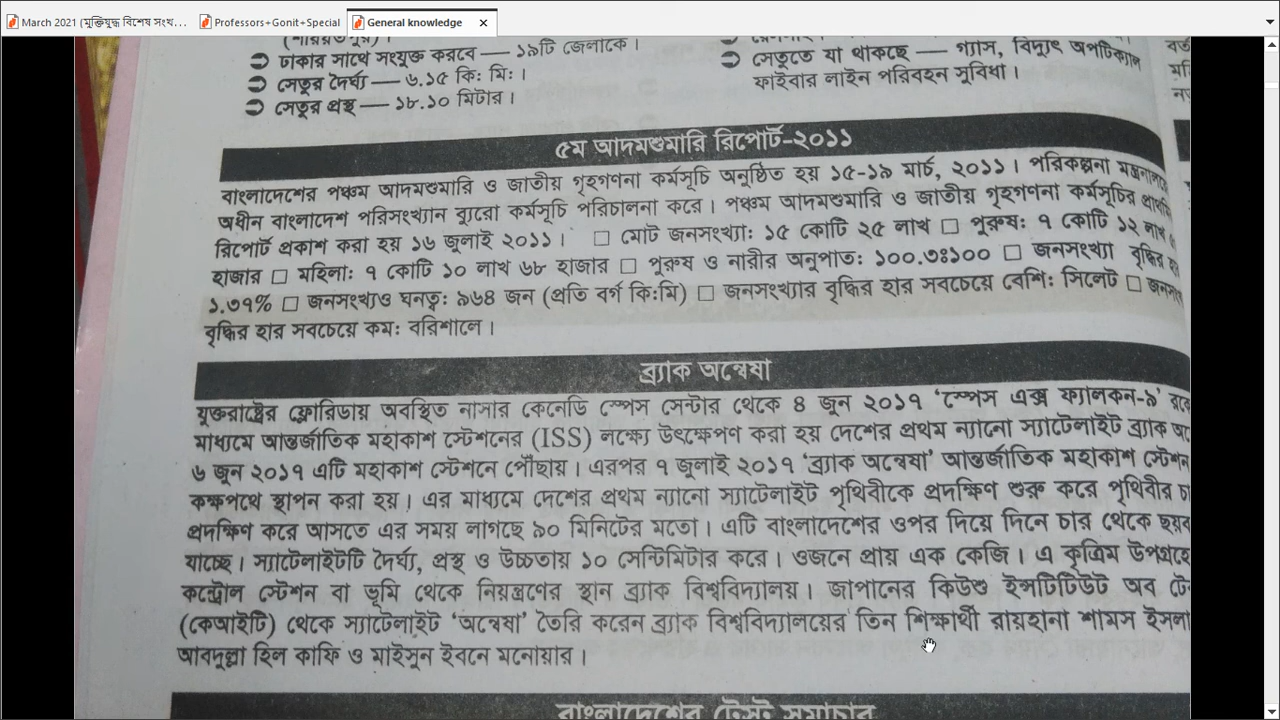 March 2021 (মুক্তিযুদ্ধ বিশেষ সংখ...
Professors+Gonit+Special
General knowledge
ঢাকার সাথে সংযুক্ত করবে — ১৯টি জেলাকে।
সেতুর দৈর্ঘ্য — ৬.১৫ কিঃ মিঃ।
সেতুর প্রস্থ — ১৮.১০ মিটার।
সেতুতে যা থাকছে — গ্যাস, বিদ্যুৎ অপটিক্যাল
ফাইবার লাইন পরিবহন সুবিধা।
৫ম আদমশুমারি রিপোর্ট-২০১১
বাংলাদেশের পঞ্চম আদমশুমারি ও জাতীয় গৃহগণনা কর্মসূচি অনুষ্ঠিত হয় ১৫-১৯ মার্চ, ২০১১। পরিকল্পনা
অধীন বাংলাদেশ পরিসংখ্যান ব্যুরো কর্মসূচি পরিচালনা করে। পঞ্চম আদমশুমারি ও জাতীয় গৃহগণনা কর্মসূচির
রিপোর্ট প্রকাশ করা হয় ১৬ জুলাই ২০১১। □ মোট জনসংখ্যাঃ ১৫ কোটি ২৫ লাখ □ পুরুষঃ ৭ কোটি ১২ লাখ
হাজার □ মহিলাঃ ৭ কোটি ১০ লাখ ৬৮ হাজার □ পুরুষ ও নারীর অনুপাতঃ ১০০.৩ঃ১০০ □ জনসংখ্যা বৃদ্ধির
১.৩৭% □ জনসংখ্যও ঘনত্বঃ ৯৬৪ জন (প্রতি বর্গ কিঃমি) □ জনসংখ্যার বৃদ্ধির হার সবচেয়ে বেশিঃ সিলেট □
বৃদ্ধির হার সবচেয়ে কমঃ বরিশালে।
ব্র্যাক অন্বেষা
যুক্তরাষ্ট্রের ফ্লোরিডায় অবস্থিত নাসার কেনেডি স্পেস সেন্টার থেকে ৪ জুন ২০১৭ ‘স্পেস এক্স ফ্যালকন-৯’
মাধ্যমে আন্তর্জাতিক মহাকাশ স্টেশনের (ISS) লক্ষ্যে উৎক্ষেপণ করা হয় দেশের প্রথম ন্যানো স্যাটেলাইট ব্র্যাক
৬ জুন ২০১৭ এটি মহাকাশ স্টেশনে পৌঁছায়। এরপর ৭ জুলাই ২০১৭ ‘ব্র্যাক অন্বেষা’ আন্তর্জাতিক মহাকাশ স্টেশন
কক্ষপথে স্থাপন করা হয়। এর মাধ্যমে দেশের প্রথম ন্যানো স্যাটেলাইট পৃথিবীকে প্রদক্ষিণ শুরু করে পৃথিবীর
প্রদক্ষিণ করে আসতে এর সময় লাগছে ৯০ মিনিটের মতো। এটি বাংলাদেশের ওপর দিয়ে দিনে চার থেকে
যাচ্ছে। স্যাটেলাইটটি দৈর্ঘ্য, প্রস্থ ও উচ্চতায় ১০ সেন্টিমিটার করে। ওজনে প্রায় এক কেজি। এ কৃত্রিম
কন্ট্রোল স্টেশন বা ভূমি থেকে নিয়ন্ত্রণের স্থান ব্র্যাক বিশ্ববিদ্যালয়। জাপানের কিউশু ইন্সটিটিউট অব
(কেআইটি) থেকে স্যাটেলাইট ‘অন্বেষা’ তৈরি করেন ব্র্যাক বিশ্ববিদ্যালয়ের তিন শিক্ষার্থী রায়হানা শামস
আবদুল্লা হিল কাফি ও মাইসুন ইবনে মনোয়ার।
বাংলাদেশের টেস্ট সমাচার